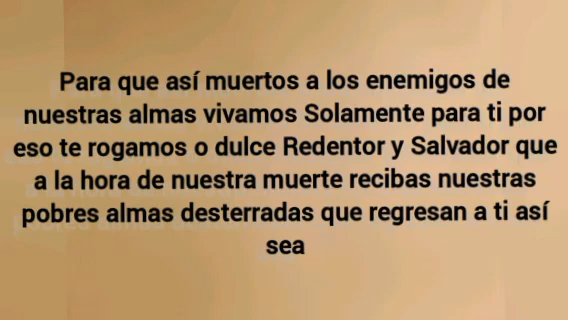 Para que así muertos a los enemigos de
nuestras almas vivamos Solamente para ti por
eso te rogamos o dulce Redentor y Salvador que
a la hora de nuestra muerte recibas nuestras
pobres almas desterradas que regresan a ti así
sea